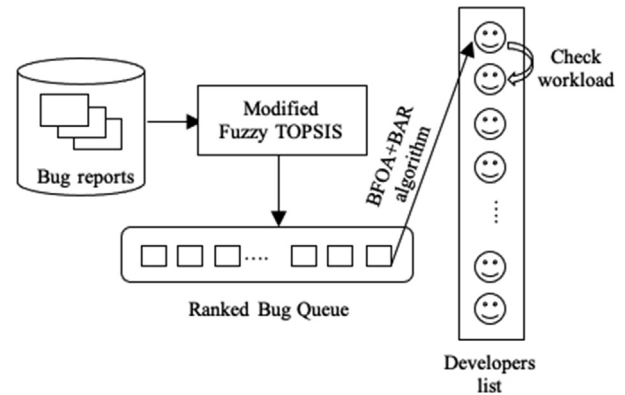 Bug reports
Modified
Fuzzy TOPSIS
BFOA+BAR
algorithm
Check
workload
....
Ranked Bug Queue
Developers
list